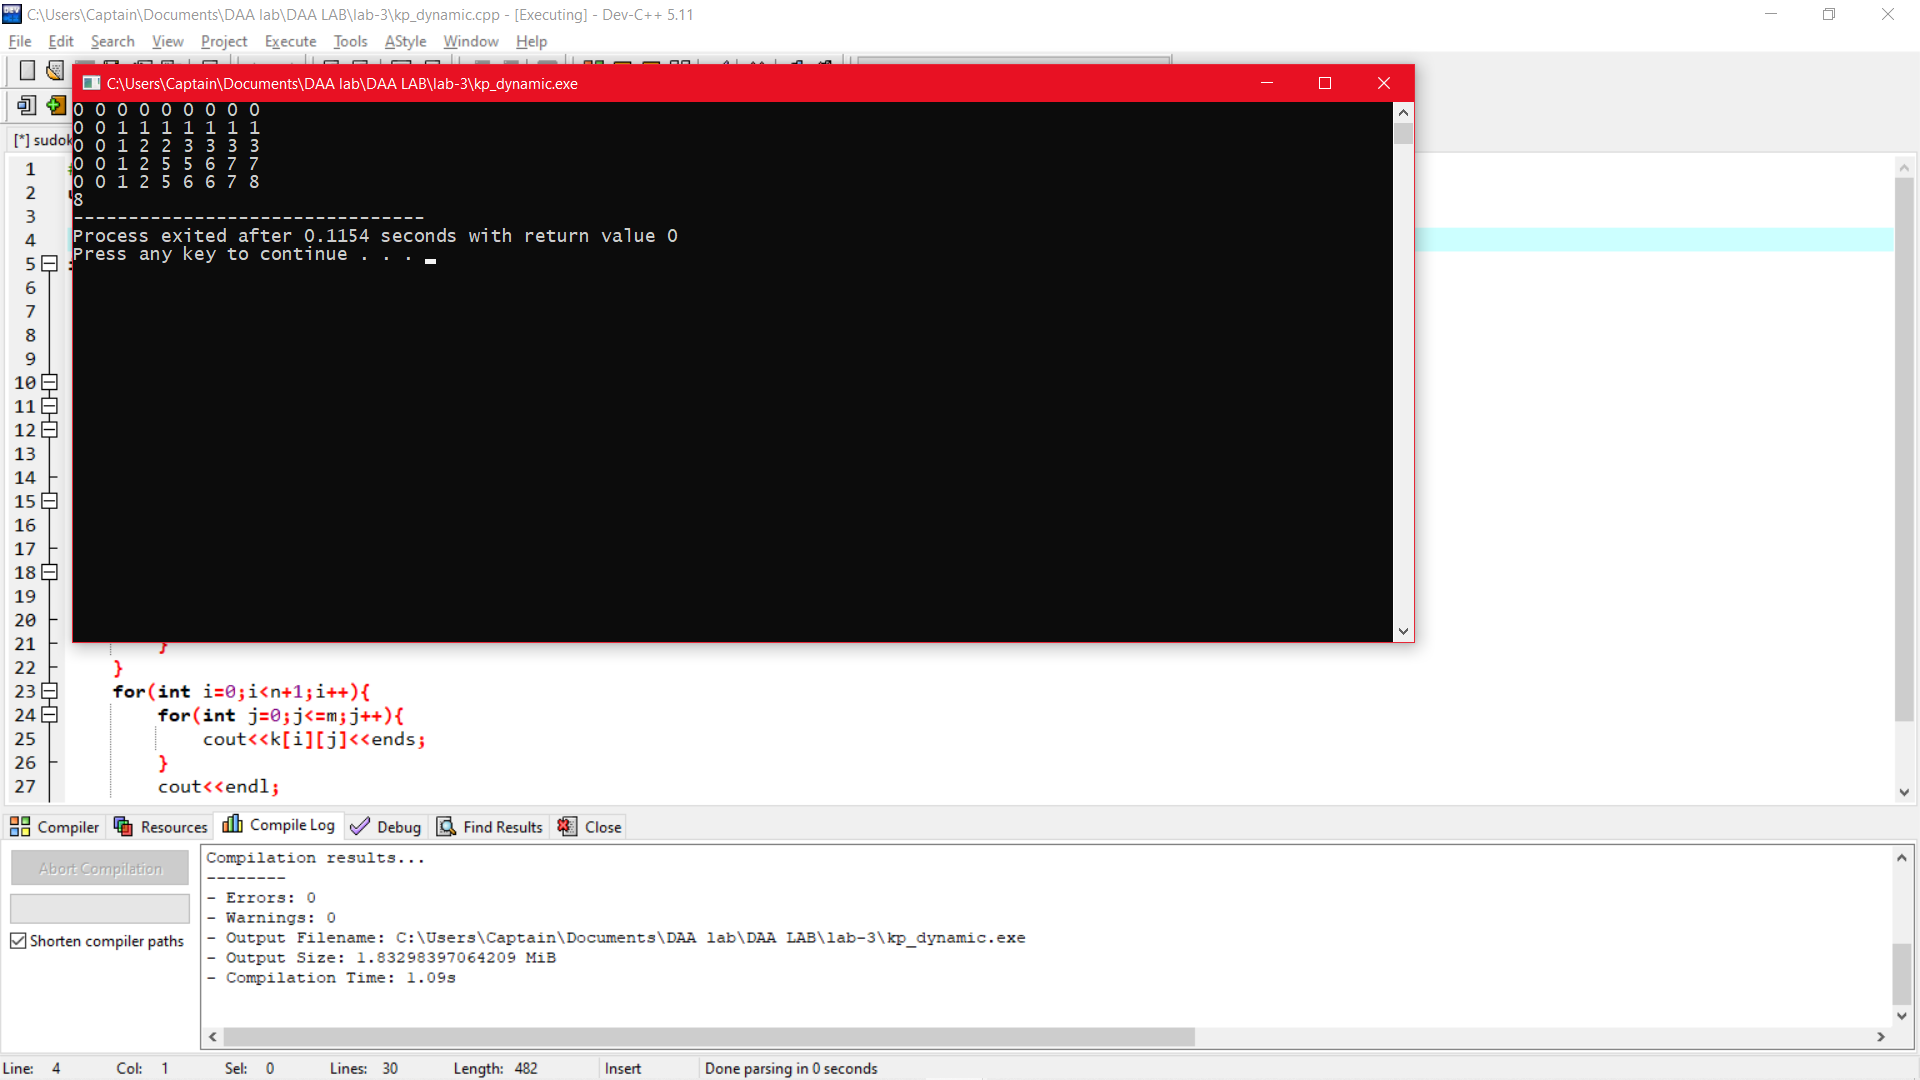 C:\Users\Captain\Documents\DAA lab\DAA LAB\lab-3\kp_dynamic.cpp - [Executing] - Dev-C++ 5.11
File Edit Search View Project Execute Tools AStyle Window Help
C:\Users\Captain\Documents\DAA lab\DAA LAB\lab-3\kp_dynamic.exe
0 0 0 0 0 0 0 0 0
0 0 1 1 1 1 1 1 1
[*] sudok
0 0 1 2 2 3 3 3 3
0 0 1 2 5 5 6 7 7
0 0 1 2 5 6 6 7 8
8
--------------------------------
Process exited after 0.1154 seconds with return value 0
Press any key to continue . . .
1
2
3
4
5
6
7
8
9
10
11
12
13
14
15
16
17
18
19
20
21 }
22 }
23 for(int i=0;i<n+1;i++){
24 for(int j=0;j<=m;j++){
25 cout<<k[i][j]<<ends;
26 }
27 cout<<endl;
Compiler Resources Compile Log Debug Find Results Close
Abort Compilation
Shorten compiler paths
Compilation results...
--------
- Errors: 0
- Warnings: 0
- Output Filename: C:\Users\Captain\Documents\DAA lab\DAA LAB\lab-3\kp_dynamic.exe
- Output Size: 1.83298397064209 MiB
- Compilation Time: 1.09s
Line: 4 Col: 1 Sel: 0 Lines: 30 Length: 482 Insert Done parsing in 0 seconds